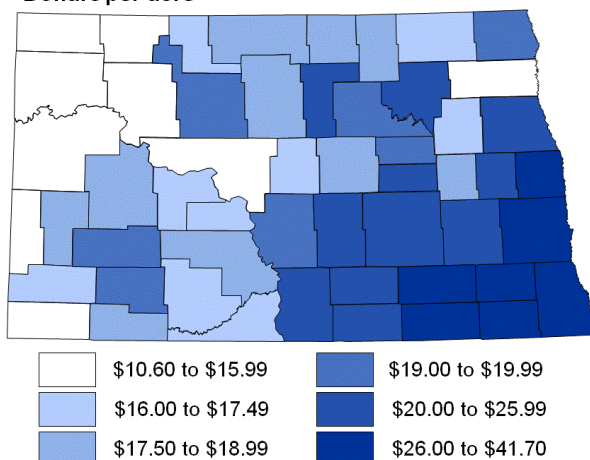 Dollars per acre
$10.60 to $15.99 $19.00 to $19.99
$16.00 to $17.49 $20.00 to $25.99
$17.50 to $18.99 $26.00 to $41.70